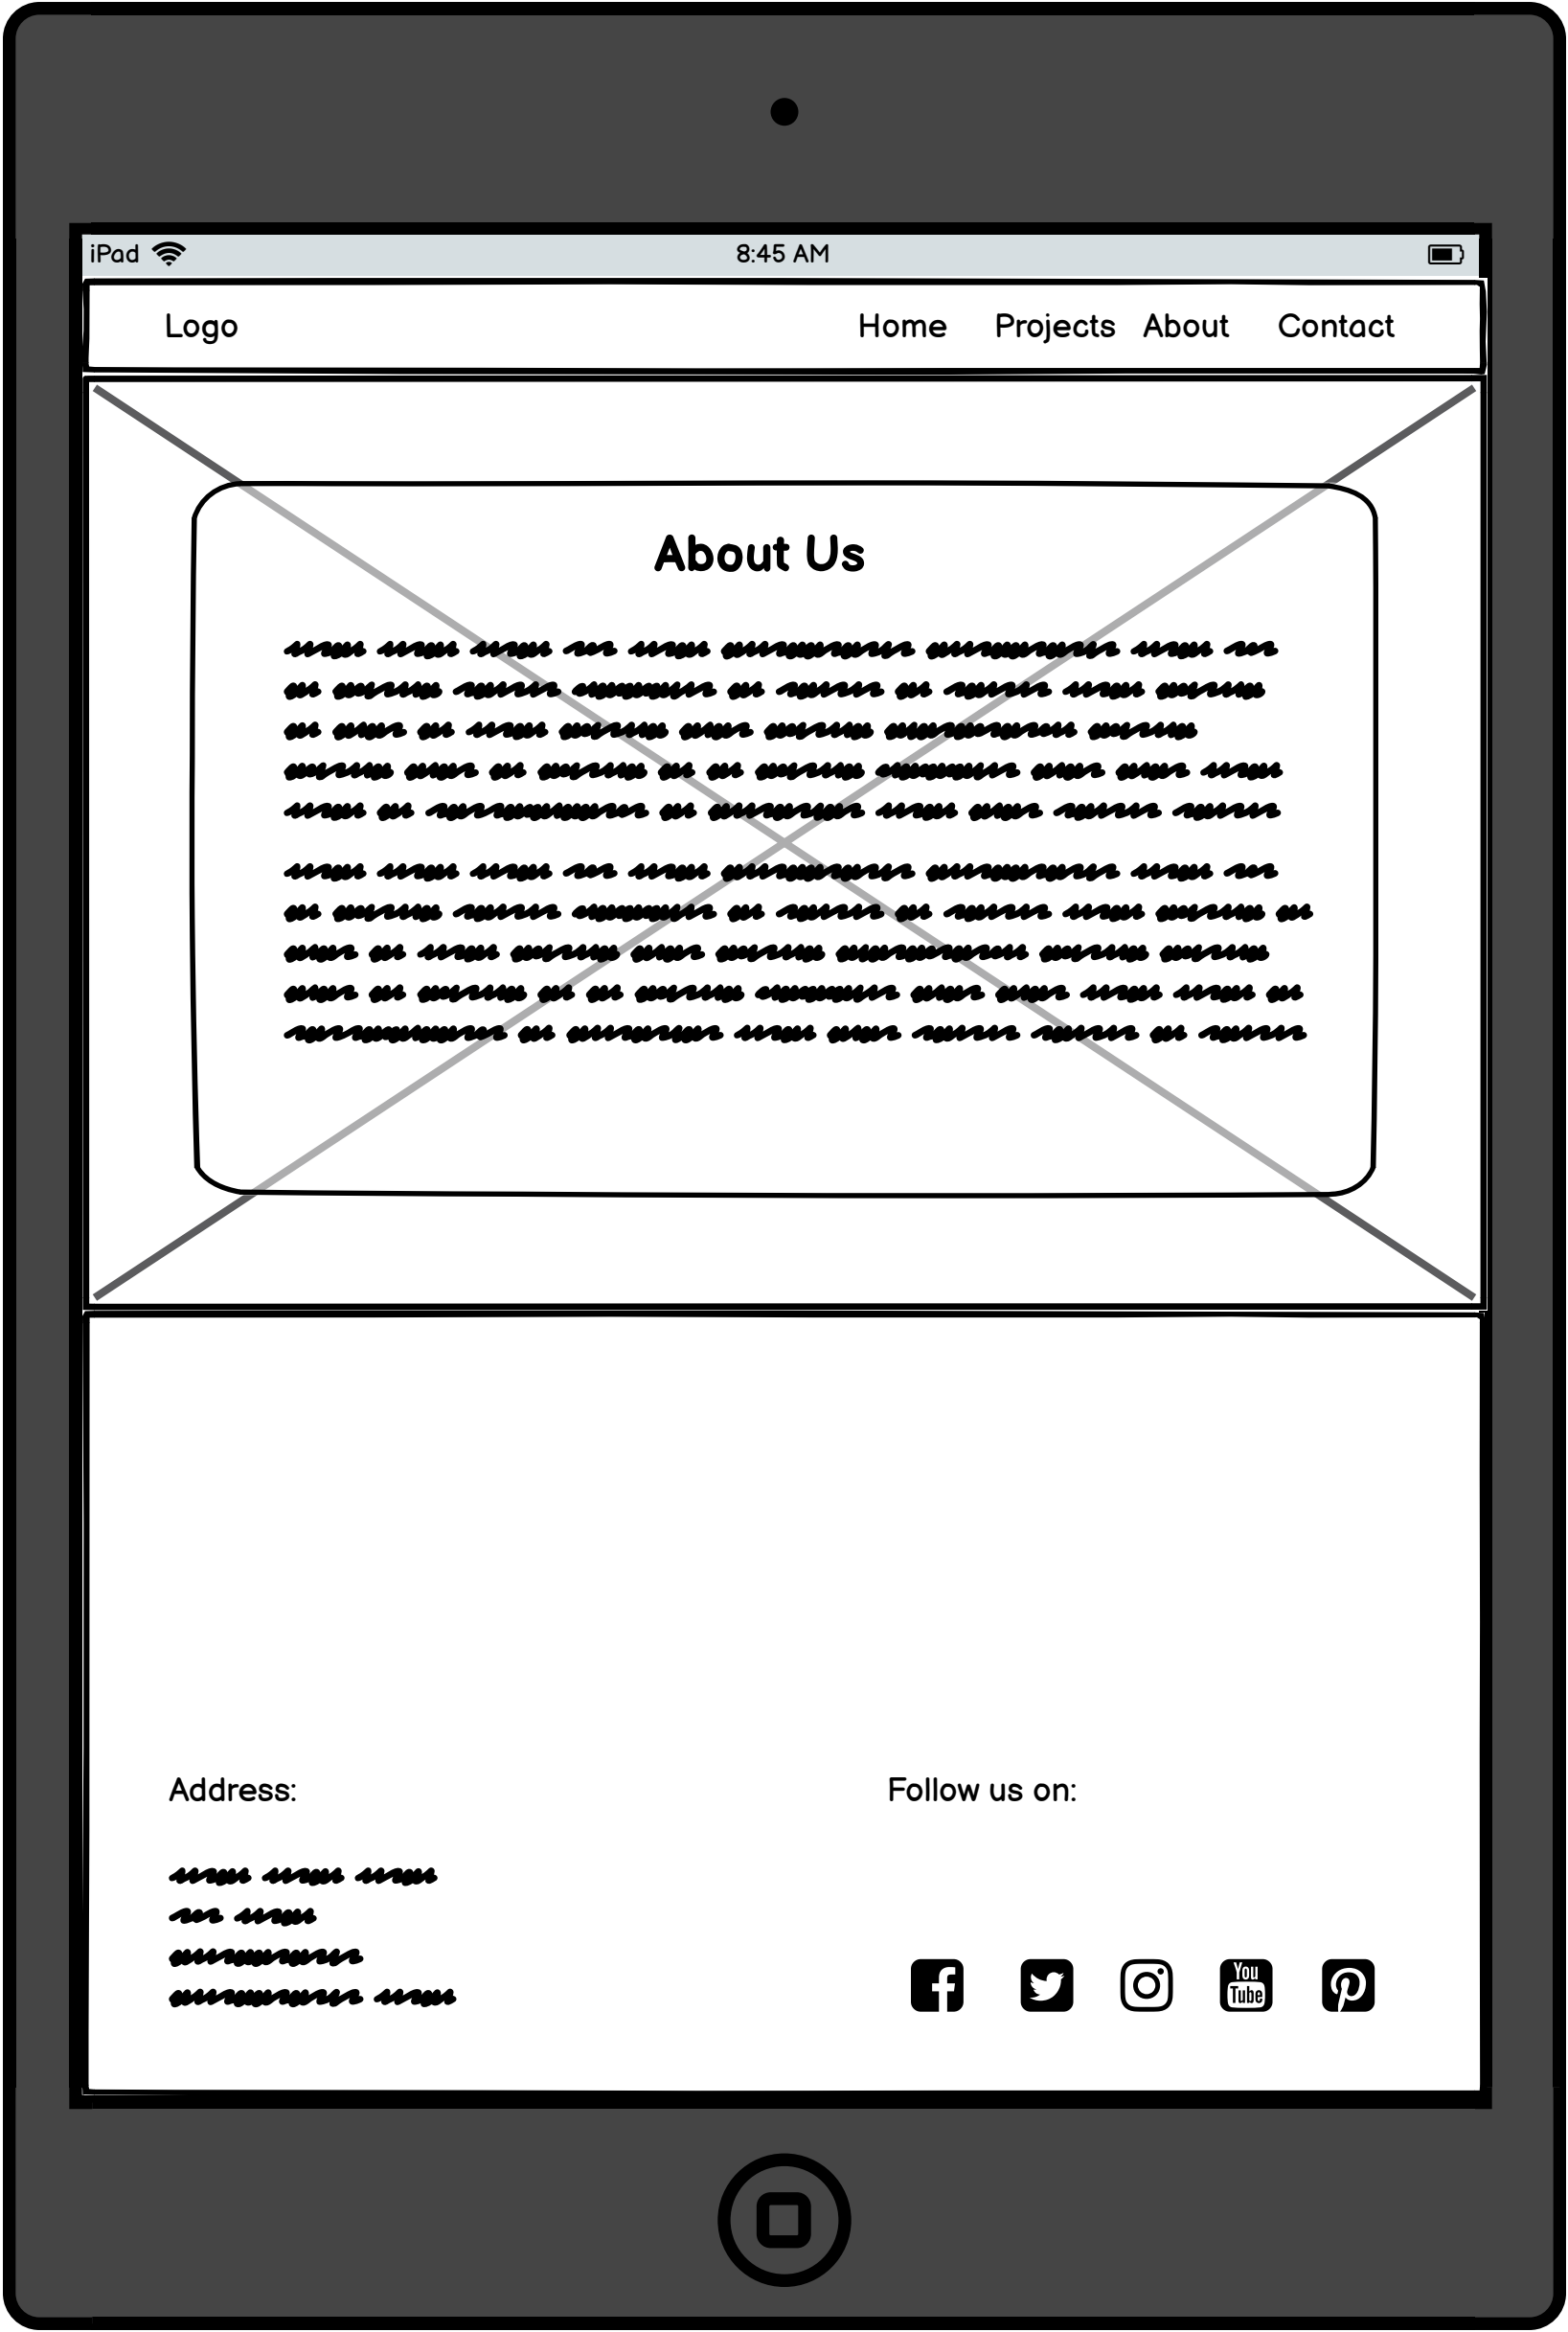 iPad 8:45 AM
Logo Home Projects About Contact
About Us
Address: Follow us on:
You
Tube